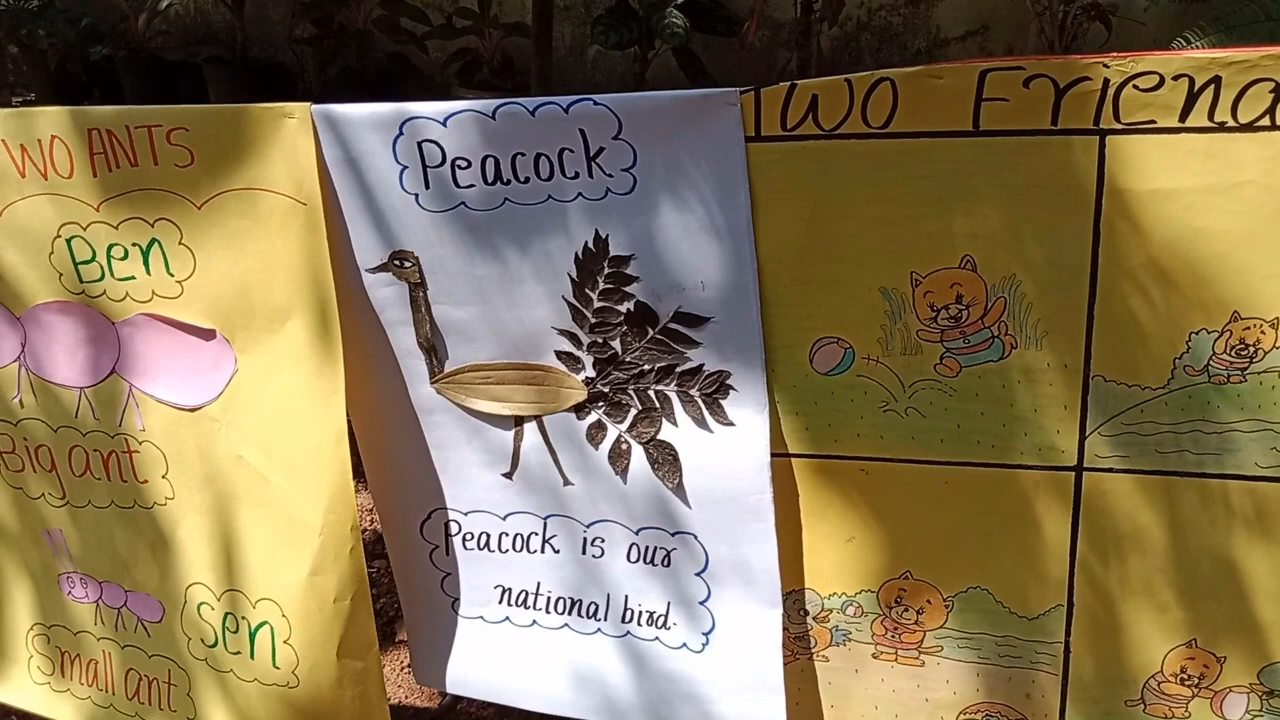 WO ANTS
Ben
Big ant
Sen
Small ant
Peacock
Peacock is our
national bird.
Two Friend